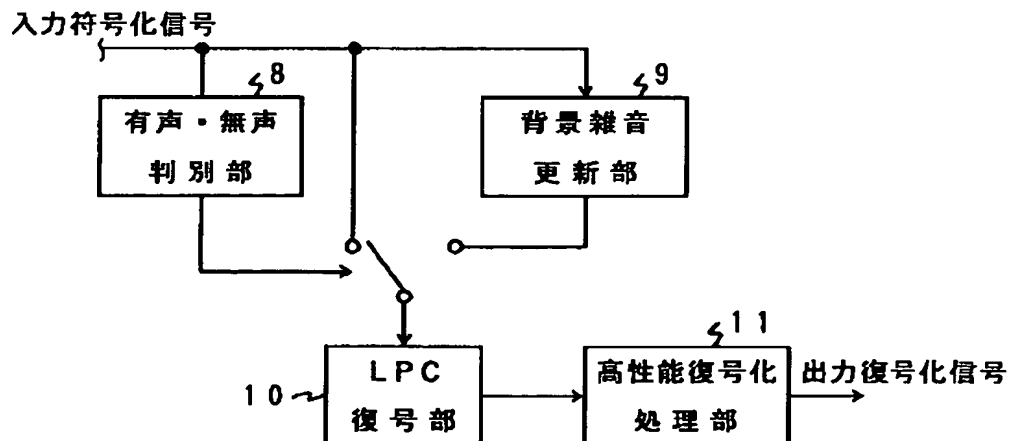 入力符号化信号
8
有声・無声
判別部
9
背景雑音
更新部
10
LPC
復号部
11
高性能復号化
処理部
出力復号化信号